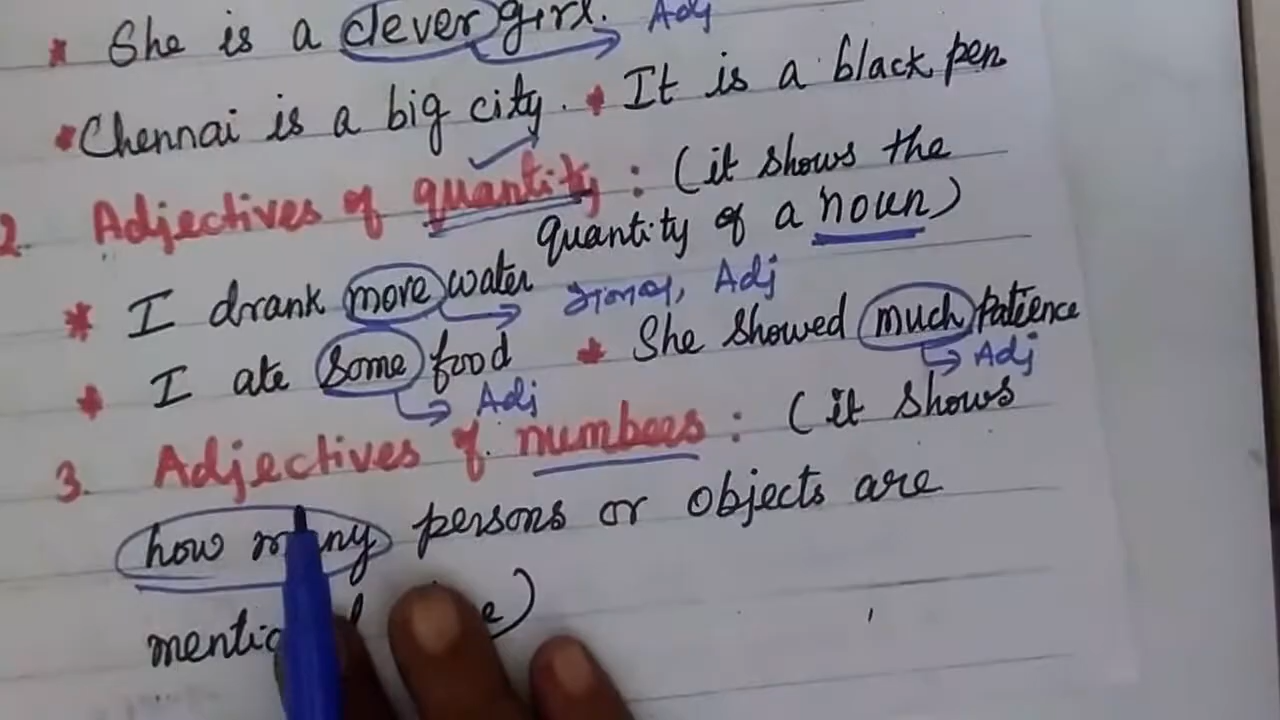 * She is a clever girl. Adj
* Chennai is a big city. * It is a black pen
2. Adjectives of quantity : (it shows the
quantity of a noun)
* I drank more water Adj
* I ate some food * She showed much patience
Adj Adj
3. Adjectives of numbers : (it shows
how many persons or objects are